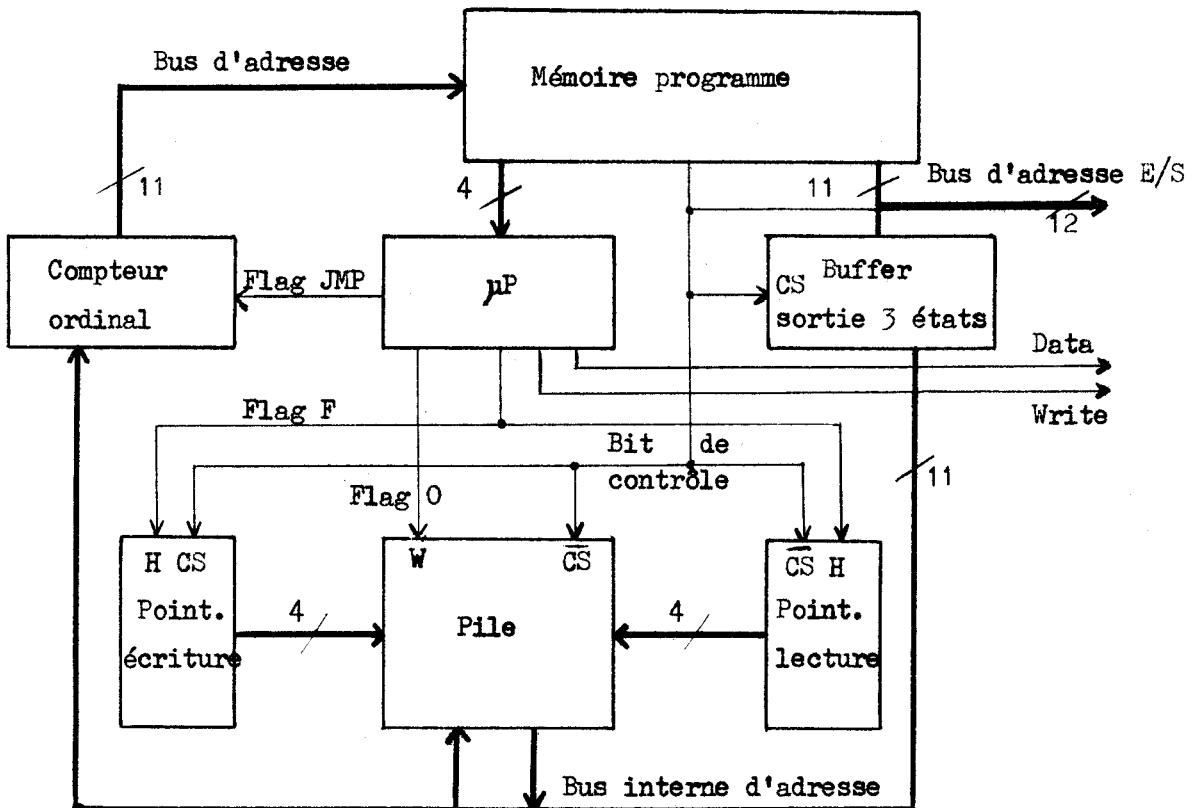 Bus d'adresse
Mémoire programme
11
4
11
Bus d'adresse E/S
12
Compteur
ordinal
Flag JMP
µP
CS Buffer
sortie 3 états
Data
Write
Flag F
Bit de
contrôle
11
Flag O
H CS
Point.
écriture
4
W
C̅S̅
Pile
4
C̅S̅ H
Point.
lecture
Bus interne d'adresse